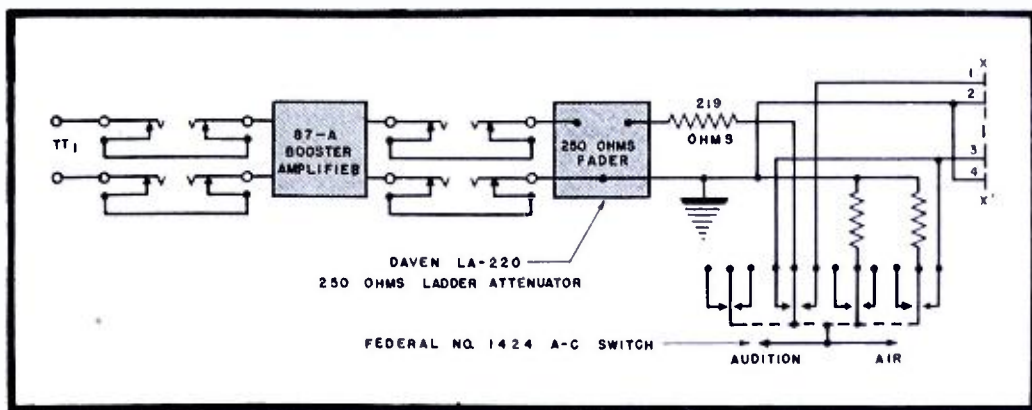 X
1
2
3
4
X'
TT1
87-A
BOOSTER
AMPLIFIER
250 OHMS
FADER
219
OHMS
DAVEN LA-220
250 OHMS LADDER ATTENUATOR
FEDERAL NO. 1424 A-C SWITCH
AUDITION
AIR